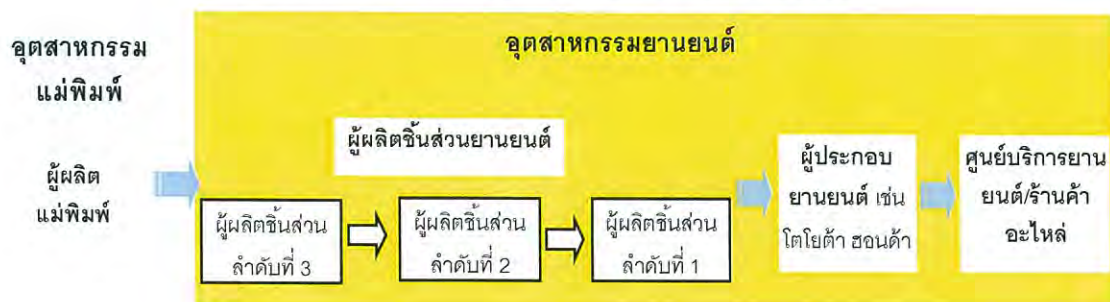 อุตสาหกรรม
แม่พิมพ์
ผู้ผลิต
แม่พิมพ์
อุตสาหกรรมยานยนต์
ผู้ผลิตชิ้นส่วนยานยนต์
ผู้ผลิตชิ้นส่วน
ลำดับที่ 3
ผู้ผลิตชิ้นส่วน
ลำดับที่ 2
ผู้ผลิตชิ้นส่วน
ลำดับที่ 1
ผู้ประกอบ
ยานยนต์ เช่น
โตโยต้า ฮอนด้า
ศูนย์บริการยาน
ยนต์/ร้านค้า
อะไหล่